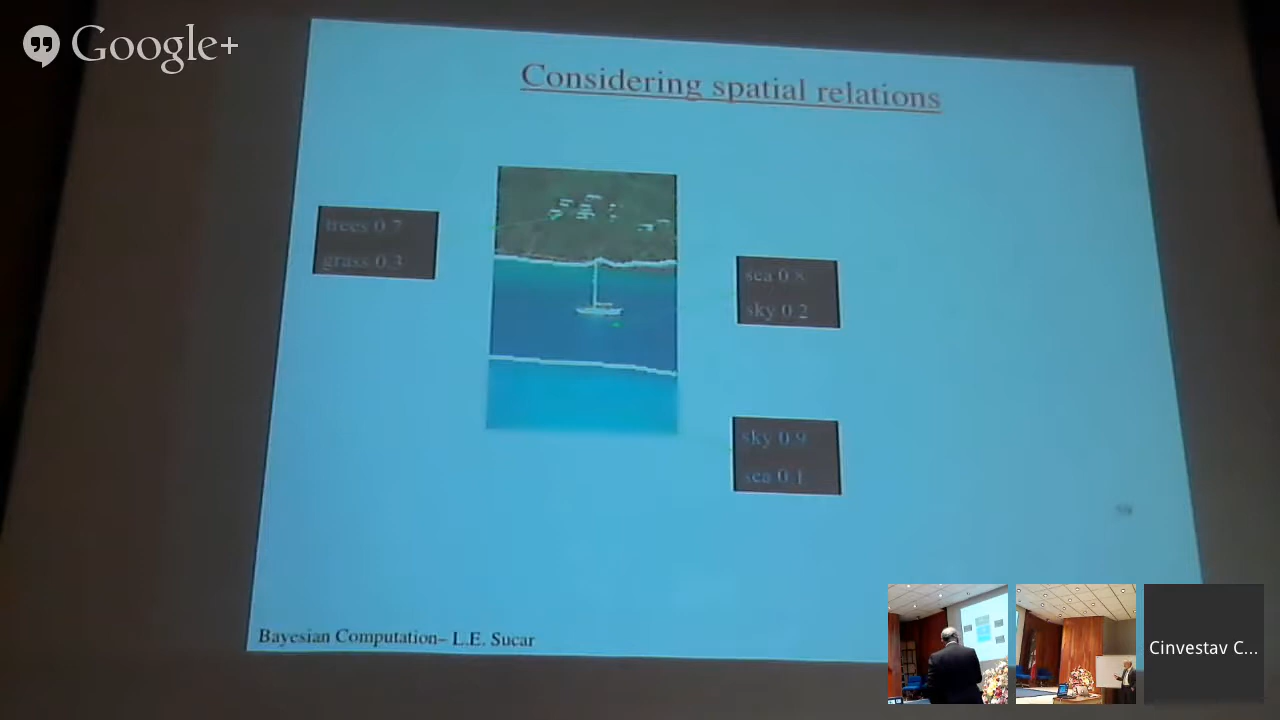 Google+
Considering spatial relations
trees 0.7
grass 0.3
sea 0.8
sky 0.2
sky 0.9
sea 0.1
Bayesian Computation– L.E. Sucar
Cinvestav C...